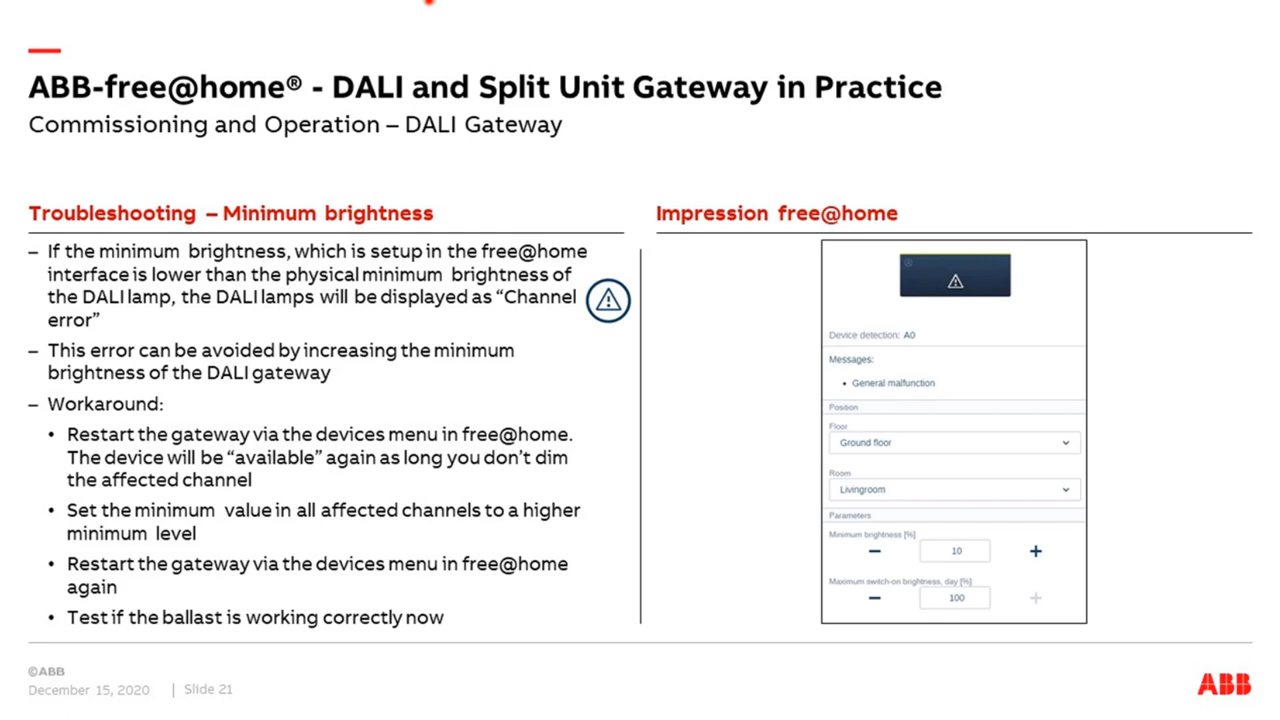 ABB-free@home® - DALI and Split Unit Gateway in Practice
Commissioning and Operation – DALI Gateway
Troubleshooting – Minimum brightness
– If the minimum brightness, which is setup in the free@home
interface is lower than the physical minimum brightness of
the DALI lamp, the DALI lamps will be displayed as “Channel
error”
– This error can be avoided by increasing the minimum
brightness of the DALI gateway
– Workaround:
• Restart the gateway via the devices menu in free@home.
The device will be “available” again as long you don’t dim
the affected channel
• Set the minimum value in all affected channels to a higher
minimum level
• Restart the gateway via the devices menu in free@home
again
• Test if the ballast is working correctly now
Impression free@home
Device detection: A0
Messages:
• General malfunction
Position
Floor
Ground floor
Room
Livingroom
Parameters
Minimum brightness [%]
− 10 +
Maximum switch-on brightness, day [%]
− 100 +
©ABB
December 15, 2020 | Slide 21
ABB